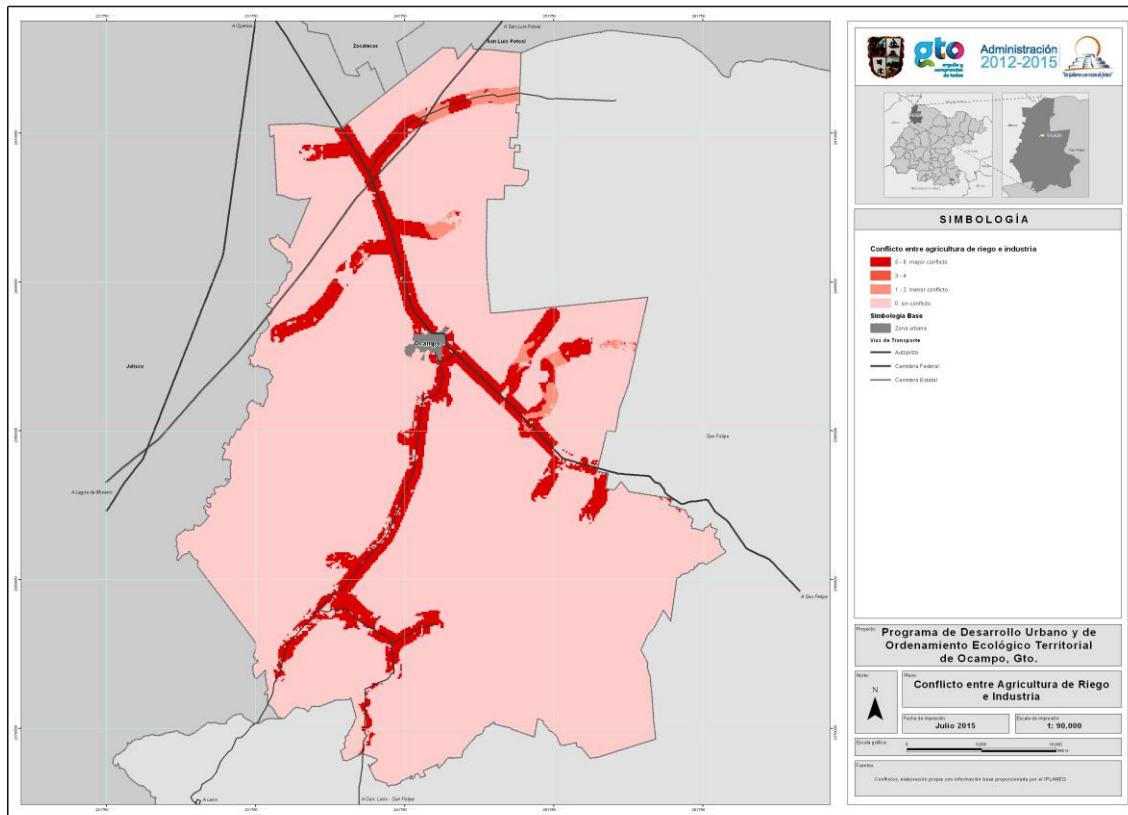 A Ojuelos
A San Luis Potosí
Zacatecas
San Luis Potosí
Ocampo
Jalisco
San Felipe
A Lagos de Moreno
A San Felipe
A León
A Carr. León - San Felipe
gto
orgullo y
compromiso
de todos
Administración
2012-2015
SIMBOLOGÍA
Conflicto entre agricultura de riego e industria
mayor conflicto
3 - 4
1 - 2 menor conflicto
0 sin conflicto
Simbología Base
Zona urbana
Vías de Transporte
Autopista
Carretera Federal
Carretera Estatal
Proyecto:
Programa de Desarrollo Urbano y de
Ordenamiento Ecológico Territorial
de Ocampo, Gto.
Norte:
N
Plano:
Conflicto entre Agricultura de Riego
e Industria
Fecha de impresión:
Julio 2015
Escala de impresión:
1: 90,000
Escala gráfica:
Fuentes:
Conflictos, elaboración propia con información base proporcionada por el IPLANEG.